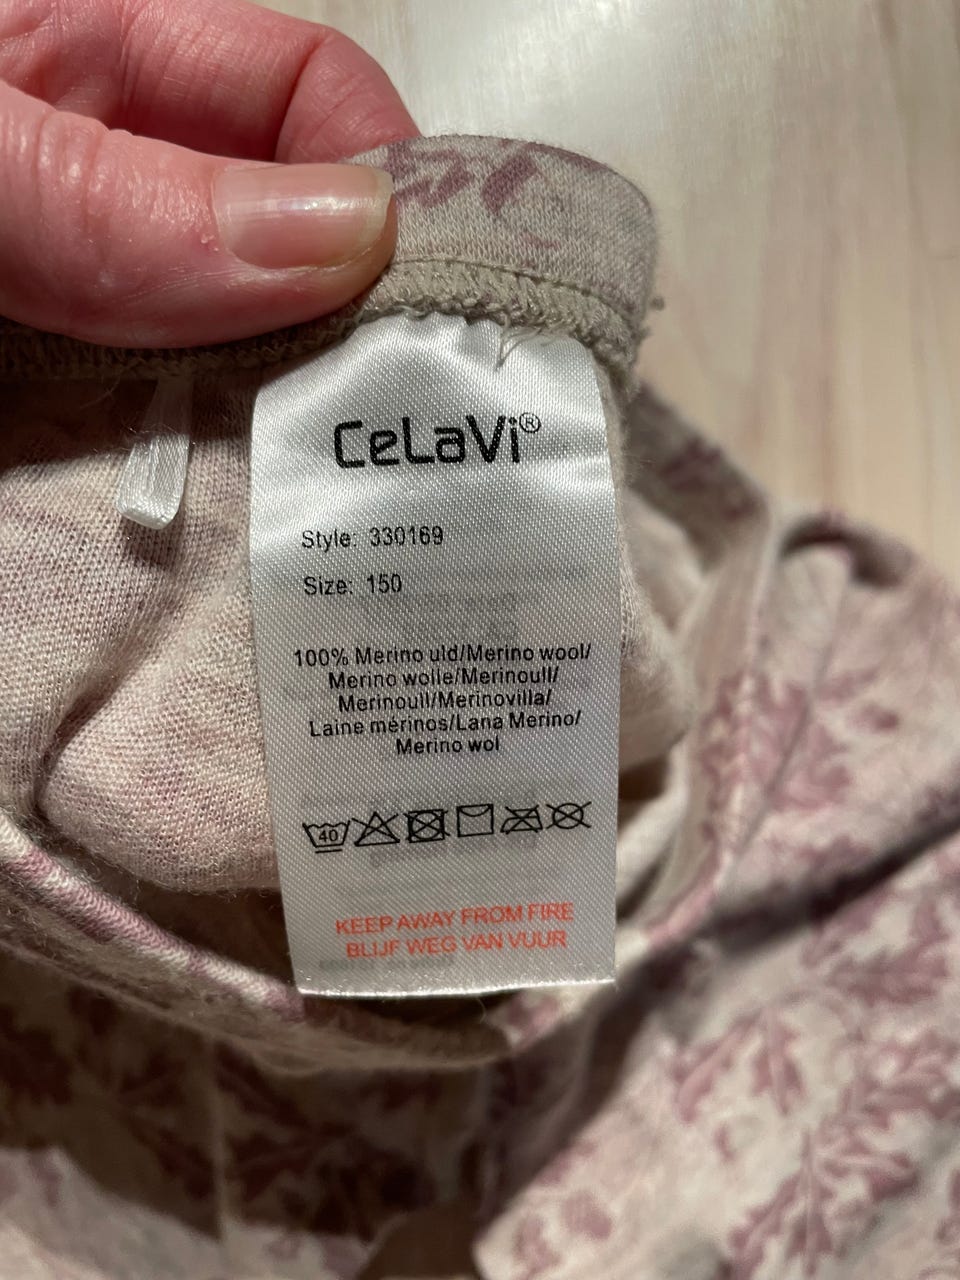 CeLaVi®
Style: 330169
Size: 150
100% Merino uld/Merino wool/
Merino wolle/Merinoull/
Merinoull/Merinovilla/
Laine mérinos/Lana Merino/
Merino wol
40
KEEP AWAY FROM FIRE
BLIJF WEG VAN VUUR